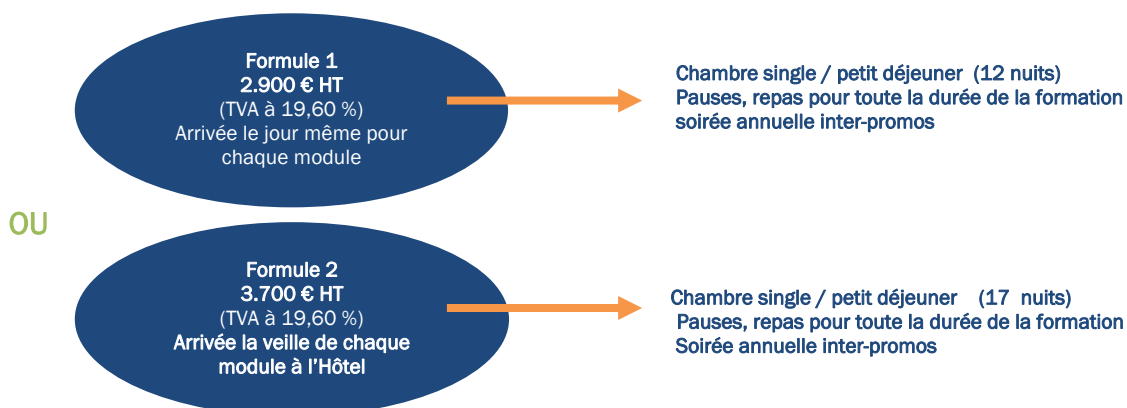 Formule 1
2.900 € HT
(TVA à 19,60 %)
Arrivée le jour même pour
chaque module
Chambre single / petit déjeuner (12 nuits)
Pauses, repas pour toute la durée de la formation
soirée annuelle inter-promos
OU
Formule 2
3.700 € HT
(TVA à 19,60 %)
Arrivée la veille de chaque
module à l'Hôtel
Chambre single / petit déjeuner (17 nuits)
Pauses, repas pour toute la durée de la formation
Soirée annuelle inter-promos